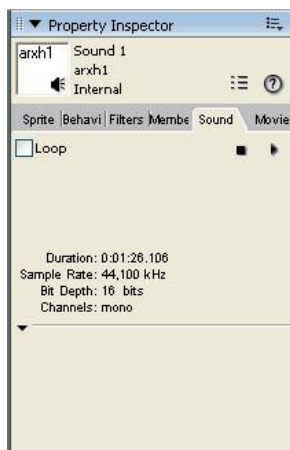 Property Inspector
arxh1
Sound 1
arxh1
Internal
Sprite Behavi Filters Membe Sound Movie
Loop
Duration: 0:01:26.106
Sample Rate: 44,100 kHz
Bit Depth: 16 bits
Channels: mono